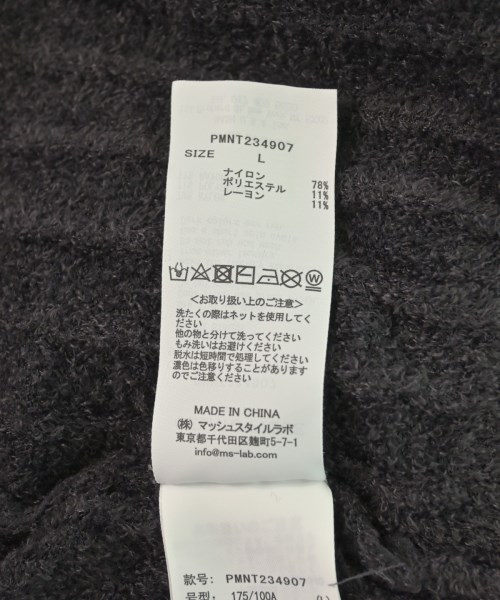 PMNT234907
SIZE L
ナイロン 78%
ポリエステル 11%
レーヨン 11%
W
<お取り扱い上のご注意>
洗たくの際はネットを使用してく
ださい
他の物と分けて洗ってください
もみ洗いはお避けください
脱水は短時間で処理してください
濃色は色移りすることがあります
のでご注意ください
MADE IN CHINA
(株) マッシュスタイルラボ
東京都千代田区麹町5-7-1
info@ms-lab.com
款号: PMNT234907
号型: 175/100A (L)